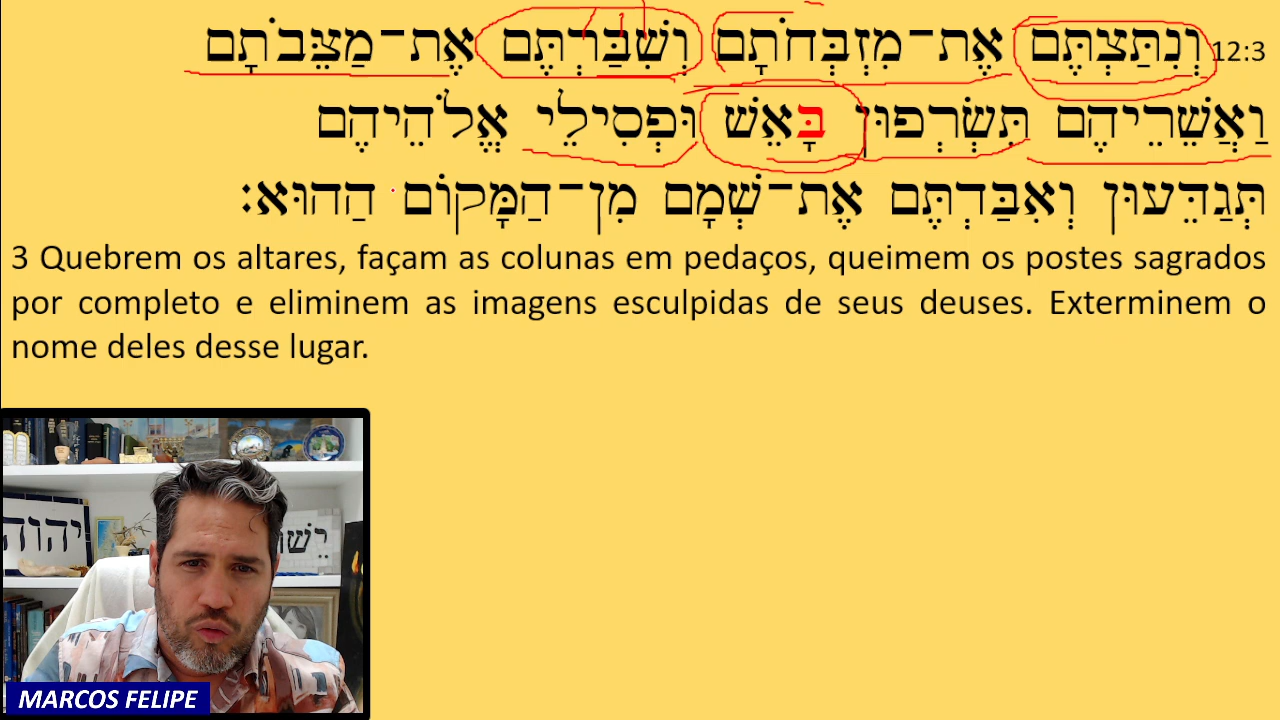 12:3 וְנִתַּצְתֶּם אֶת־מִזְבְּחֹתָם וְשִׁבַּרְתֶּם אֶת־מַצֵּבֹתָם
וַאֲשֵׁרֵיהֶם תִּשְׂרְפוּן בָּאֵשׁ וּפְסִילֵי אֱלֹהֵיהֶם
תְּגַדֵּעוּן וְאִבַּדְתֶּם אֶת־שְׁמָם מִן־הַמָּקוֹם הַהוּא׃
3 Quebrem os altares, façam as colunas em pedaços, queimem os postes sagrados
por completo e eliminem as imagens esculpidas de seus deuses. Exterminem o
nome deles desse lugar.
יהוה
MARCOS FELIPE